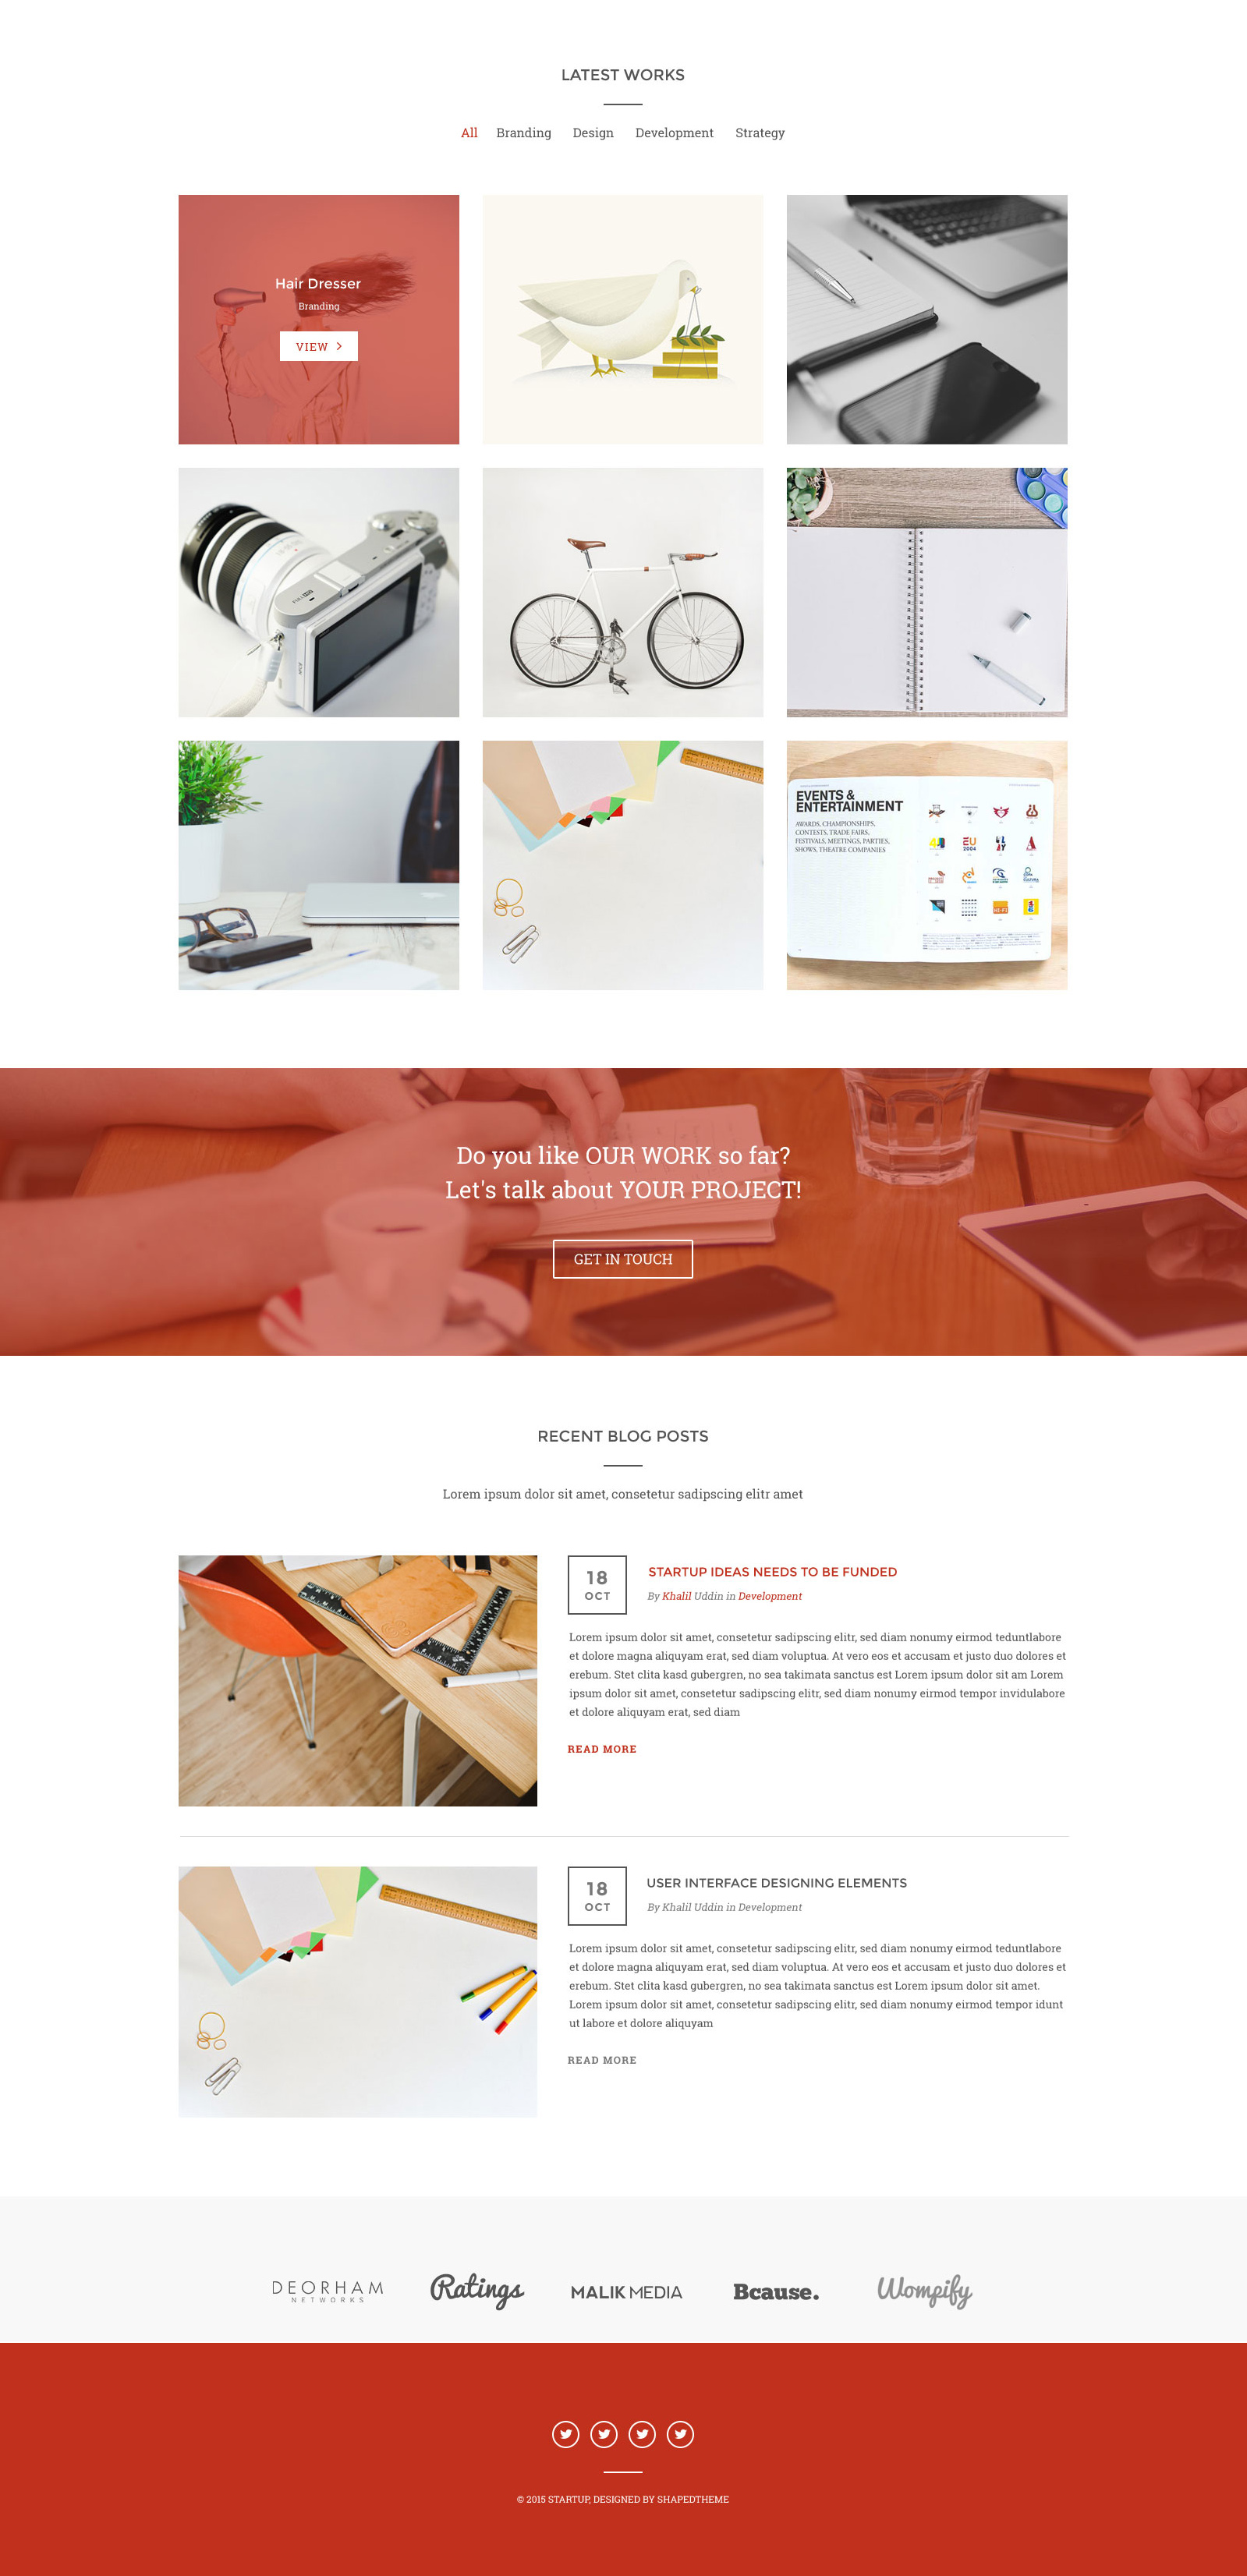 LATEST WORKS
All Branding Design Development Strategy
Hair Dresser
Branding
VIEW
EVENTS &
ENTERTAINMENT
AWARDS, CHAMPIONSHIPS,
CONTESTS, TRADE FAIRS,
FESTIVALS, MEETINGS, PARTIES,
SHOWS, THEATRE COMPANIES
Do you like OUR WORK so far?
Let's talk about YOUR PROJECT!
GET IN TOUCH
RECENT BLOG POSTS
Lorem ipsum dolor sit amet, consetetur sadipscing elitr amet
18
OCT
STARTUP IDEAS NEEDS TO BE FUNDED
By Khalil Uddin in Development
Lorem ipsum dolor sit amet, consetetur sadipscing elitr, sed diam nonumy eirmod teduntlabore
et dolore magna aliquyam erat, sed diam voluptua. At vero eos et accusam et justo duo dolores et
erebum. Stet clita kasd gubergren, no sea takimata sanctus est Lorem ipsum dolor sit am Lorem
ipsum dolor sit amet, consetetur sadipscing elitr, sed diam nonumy eirmod tempor invidulabore
et dolore aliquyam erat, sed diam
READ MORE
18
OCT
USER INTERFACE DESIGNING ELEMENTS
By Khalil Uddin in Development
Lorem ipsum dolor sit amet, consetetur sadipscing elitr, sed diam nonumy eirmod teduntlabore
et dolore magna aliquyam erat, sed diam voluptua. At vero eos et accusam et justo duo dolores et
erebum. Stet clita kasd gubergren, no sea takimata sanctus est Lorem ipsum dolor sit amet.
Lorem ipsum dolor sit amet, consetetur sadipscing elitr, sed diam nonumy eirmod tempor idunt
ut labore et dolore aliquyam
READ MORE
DEORHAM
NETWORKS
Ratings
MALIK MEDIA
Bcause.
Wompify
© 2015 STARTUP, DESIGNED BY SHAPEDTHEME